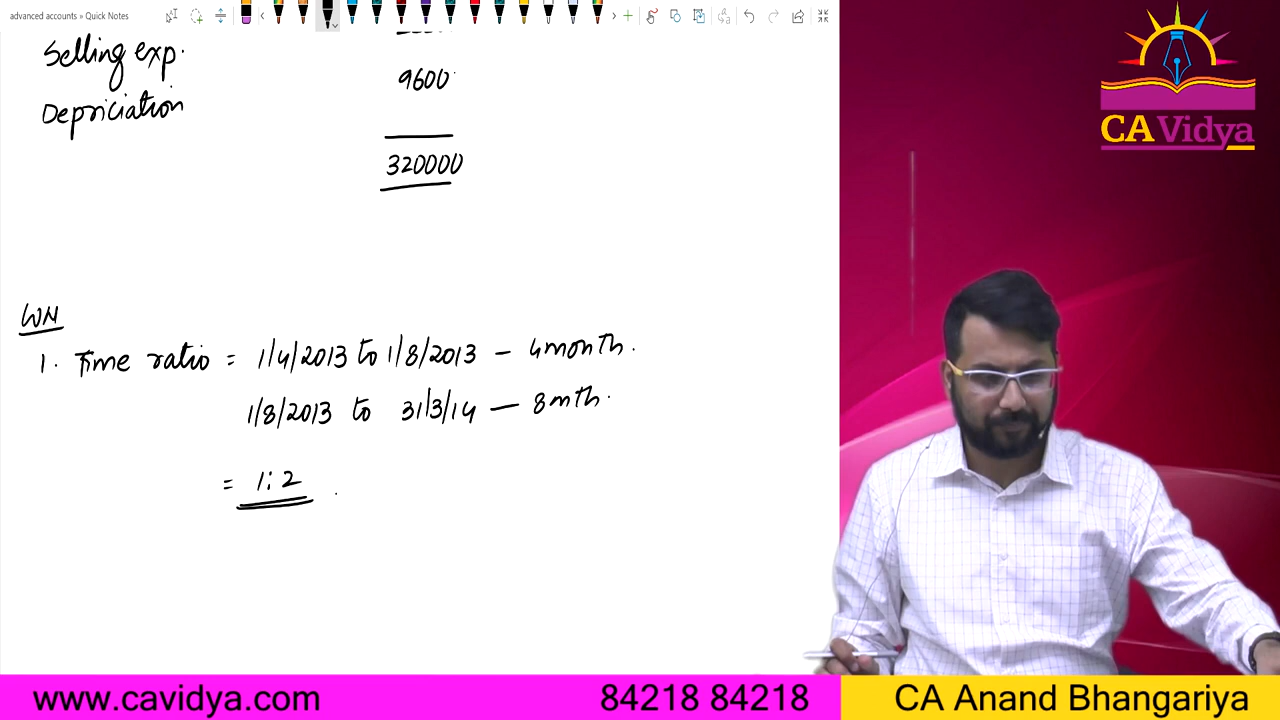 advanced accounts » Quick Notes
Selling exp.
9600
Depriciation
320000
WN
1. Time ratio = 1/4/2013 to 1/8/2013 – 4month.
1/8/2013 to 31/3/14 — 8mth.
= 1:2
CA Vidya
www.cavidya.com 84218 84218 CA Anand Bhangariya